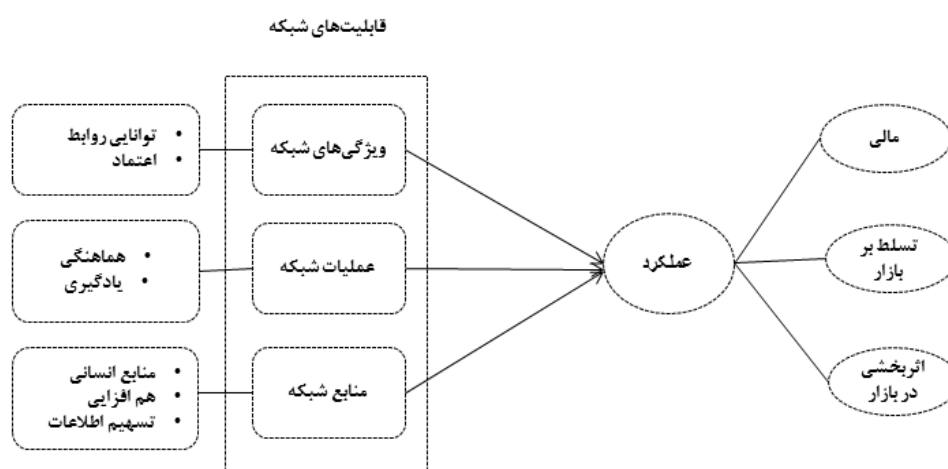 قابلیت‌های شبکه
• توانایی روابط
• اعتماد
ویژگی‌های شبکه
• هماهنگی
• یادگیری
عملیات شبکه
• منابع انسانی
• هم افزایی
• تسهیم اطلاعات
منابع شبکه
عملکرد
مالی
تسلط بر
بازار
اثربخشی
در بازار